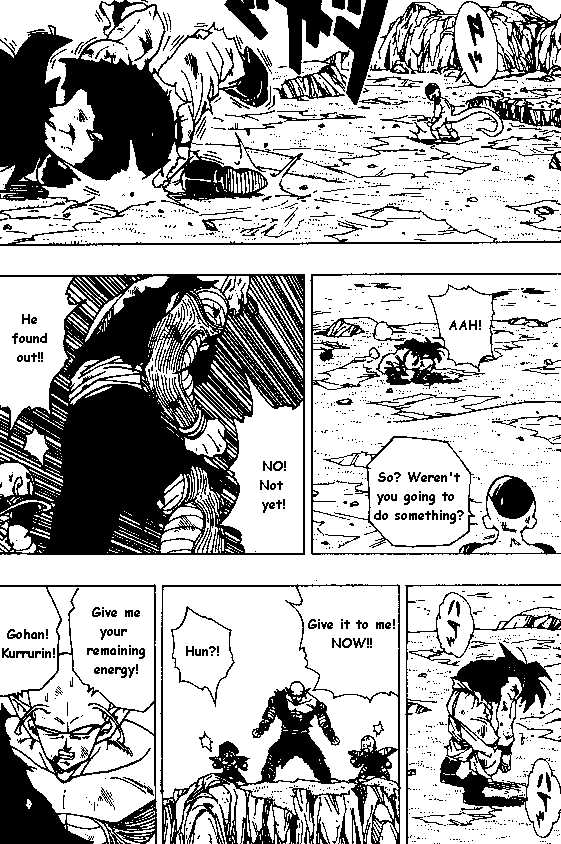 He
found
out!!
NO!
Not
yet!
AAH!
So? Weren't
you going to
do something?
Gohan!
Kurrurin!
Give me
your
remaining
energy!
Hun?!
Give it to me!
NOW!!